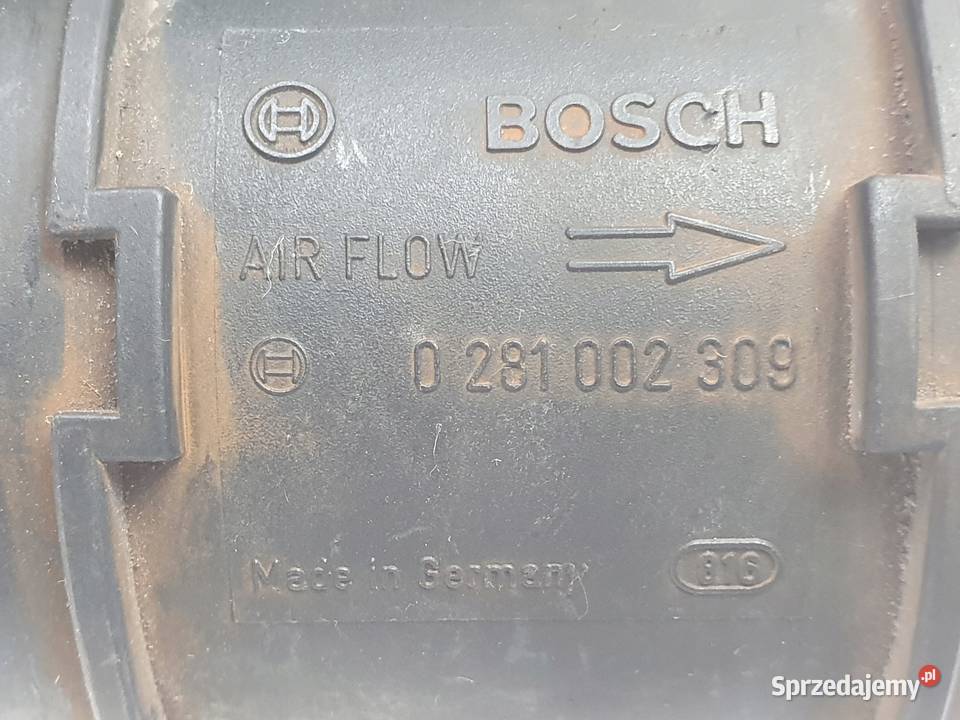 BOSCH
AIR FLOW
0 281 002 309
Made in Germany 816
Sprzedajemy.pl